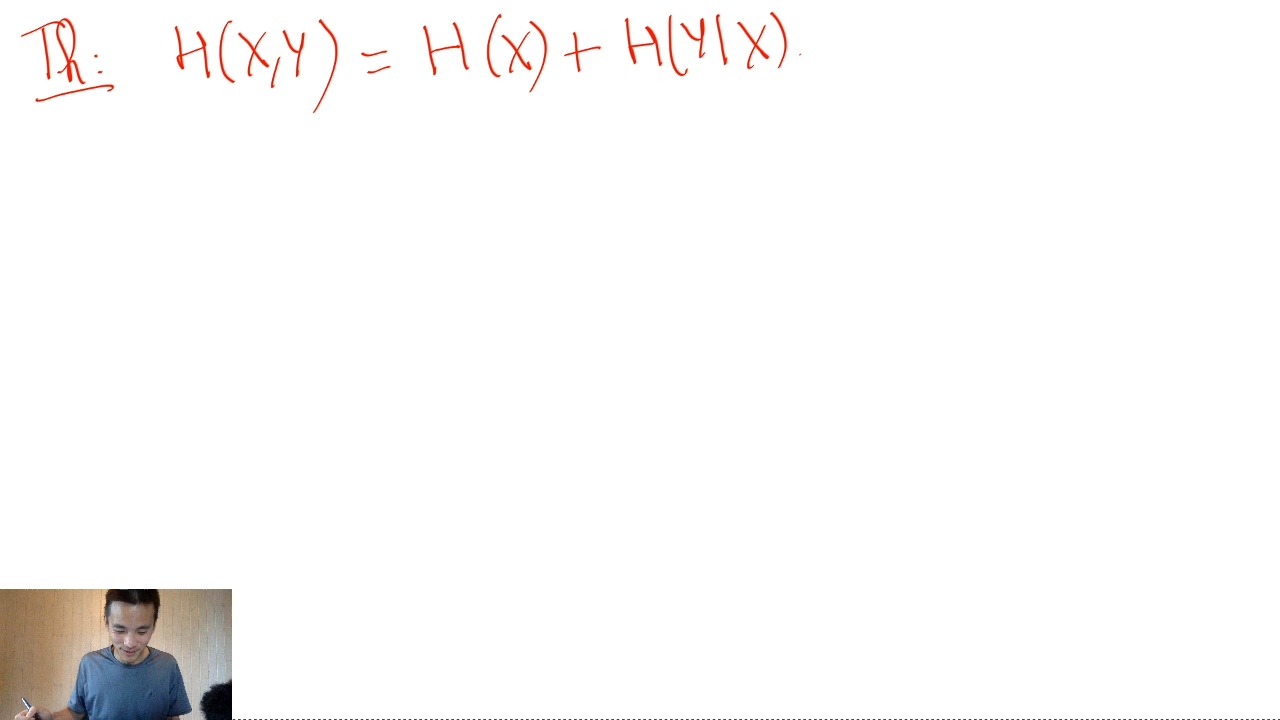 Th: H(X,Y) = H(X) + H(Y|X).